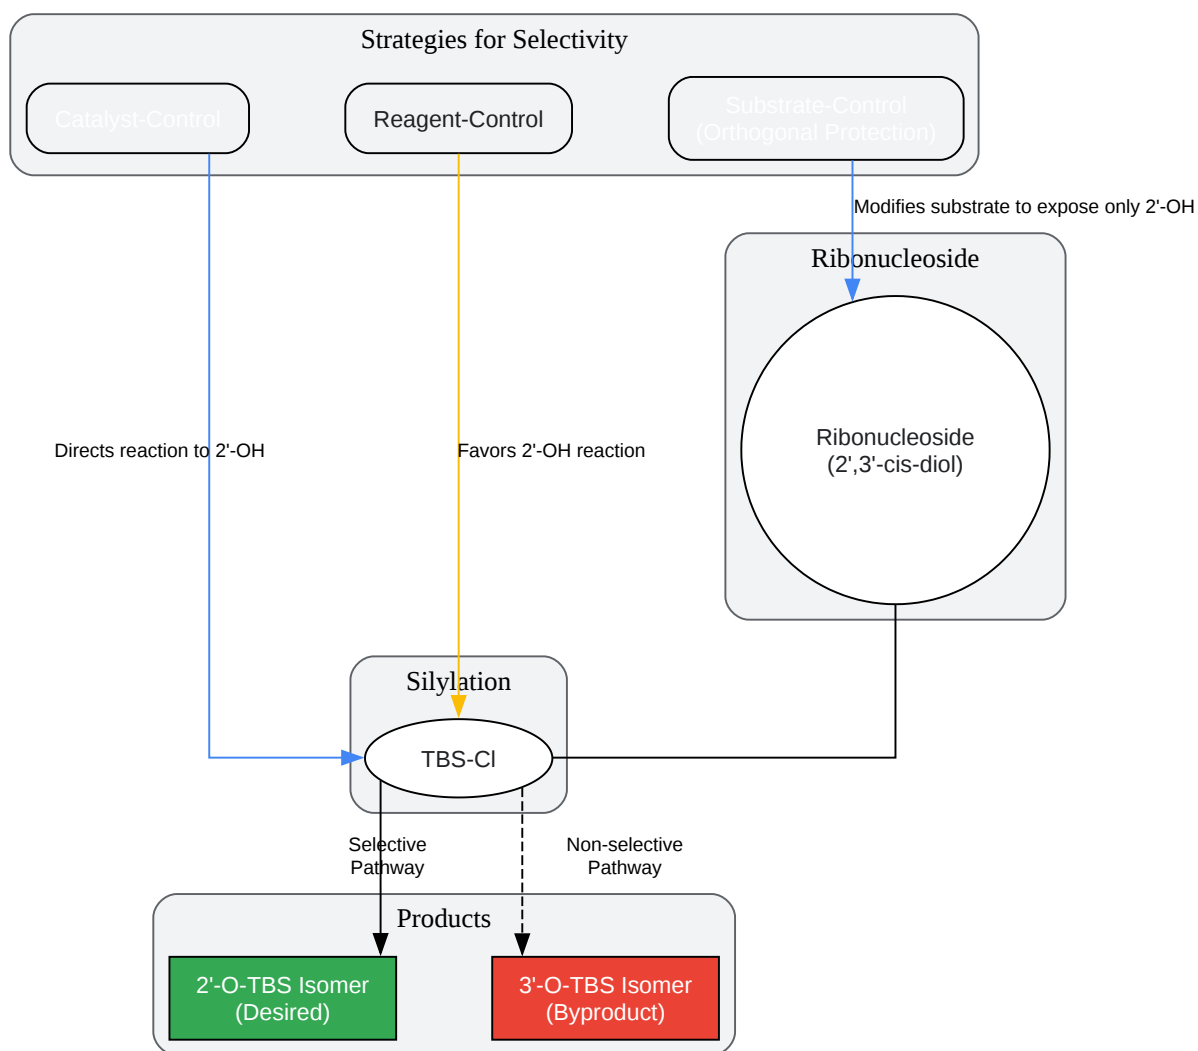 Strategies for Selectivity
Catalyst-Control
Reagent-Control
Substrate-Control
(Orthogonal Protection)
Modifies substrate to expose only 2'-OH
Ribonucleoside
Ribonucleoside
(2',3'-cis-diol)
Directs reaction to 2'-OH
Favors 2'-OH reaction
Silylation
TBS-Cl
Selective
Pathway
Non-selective
Pathway
Products
2'-O-TBS Isomer
(Desired)
3'-O-TBS Isomer
(Byproduct)